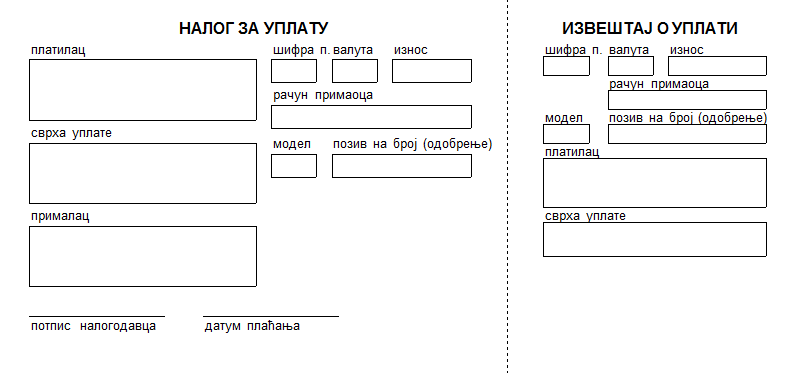 НАЛОГ ЗА УПЛАТУ
платилац
шифра п. валута износ
рачун примаоца
сврха уплате
модел позив на број (одобрење)
прималац
потпис налогодавца датум плаћања
ИЗВЕШТАЈ О УПЛАТИ
шифра п. валута износ
рачун примаоца
модел позив на број (одобрење)
платилац
сврха уплате